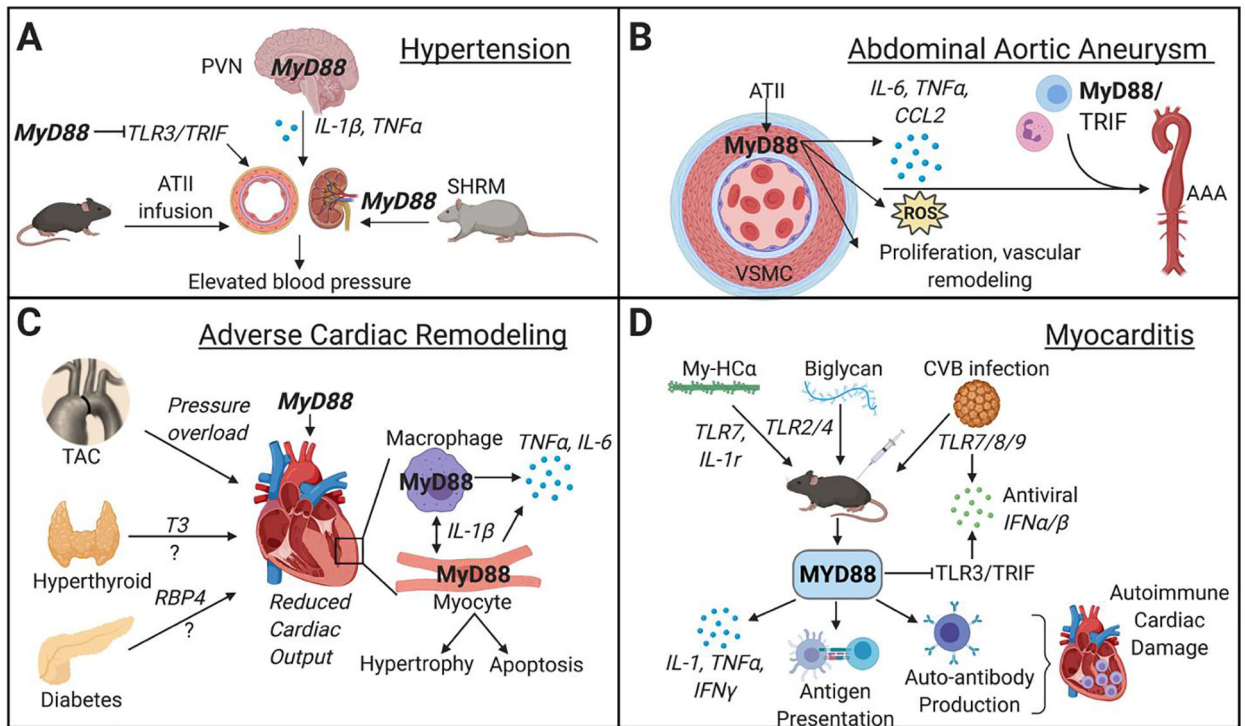 A
Hypertension
PVN
MyD88
IL-1β, TNFα
MyD88
TLR3/TRIF
ATII
infusion
MyD88
SHRM
Elevated blood pressure
B
Abdominal Aortic Aneurysm
ATII
MyD88
IL-6, TNFα,
CCL2
MyD88/
TRIF
ROS
AAA
VSMC
Proliferation, vascular
remodeling
C
Adverse Cardiac Remodeling
TAC
Pressure
overload
MyD88
Macrophage
MyD88
TNFα, IL-6
IL-1β
T3
?
Hyperthyroid
MyD88
Myocyte
RBP4
?
Reduced
Cardiac
Output
Hypertrophy
Apoptosis
Diabetes
D
Myocarditis
My-HCα
Biglycan
CVB infection
TLR7,
IL-1r
TLR2/4
TLR7/8/9
Antiviral
IFNα/β
MYD88
TLR3/TRIF
IL-1, TNFα,
IFNγ
Antigen
Presentation
Auto-antibody
Production
Autoimmune
Cardiac
Damage